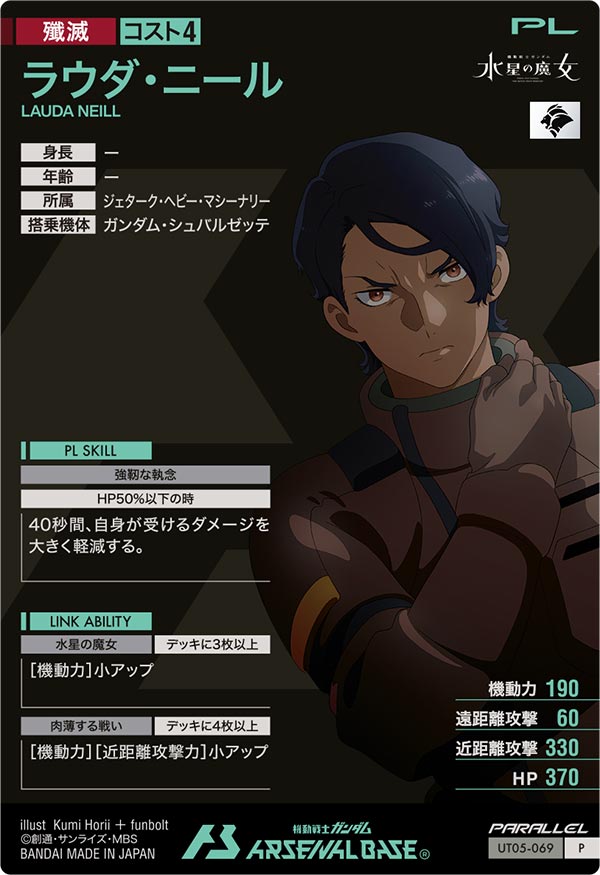 殲滅 コスト4 PL
ラウダ・ニール
LAUDA NEILL
機動戦士ガンダム
水星の魔女
身長 ー
年齢 ー
所属 ジェターク・ヘビー・マシーナリー
搭乗機体 ガンダム・シュバルゼッテ
PL SKILL
強靭な執念
HP50%以下の時
40秒間、自身が受けるダメージを
大きく軽減する。
LINK ABILITY
水星の魔女 デッキに3枚以上
[機動力]小アップ
肉薄する戦い デッキに4枚以上
[機動力][近距離攻撃力]小アップ
機動力 190
遠距離攻撃 60
近距離攻撃 330
HP 370
illust Kumi Horii + funbolt
©創通・サンライズ・MBS
BANDAI MADE IN JAPAN
機動戦士ガンダム
ARSENAL BASE®
PARALLEL
UT05-069 P